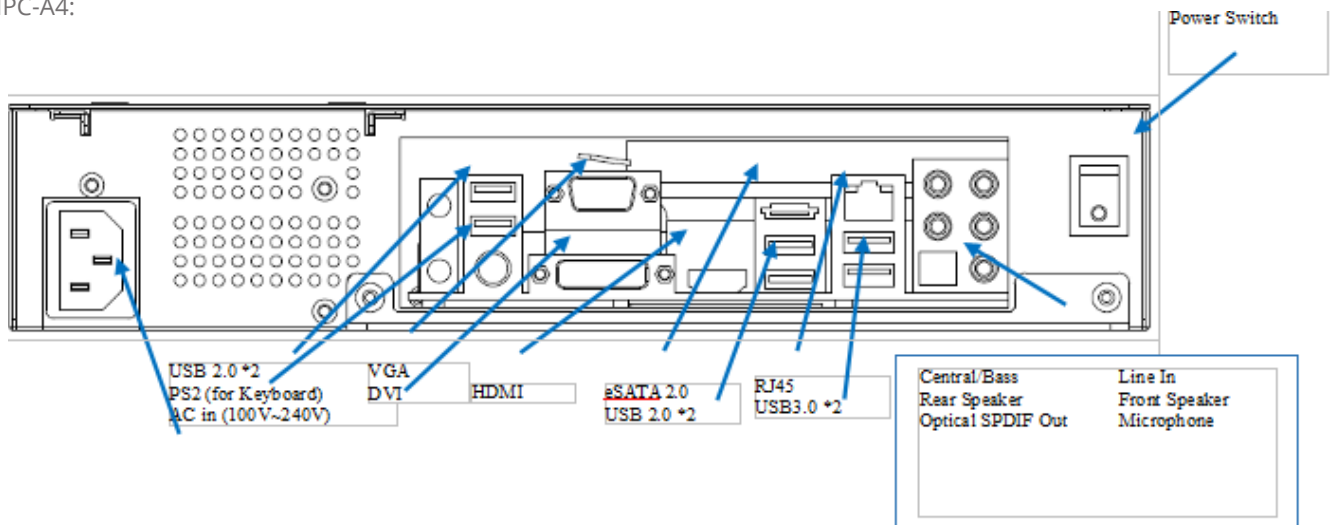 IPC-A4:
Power Switch
USB 2.0 *2
PS2 (for Keyboard)
AC in (100V~240V)
VGA
DVI
HDMI
eSATA 2.0
USB 2.0 *2
RJ45
USB3.0 *2
Central/Bass Line In
Rear Speaker Front Speaker
Optical SPDIF Out Microphone